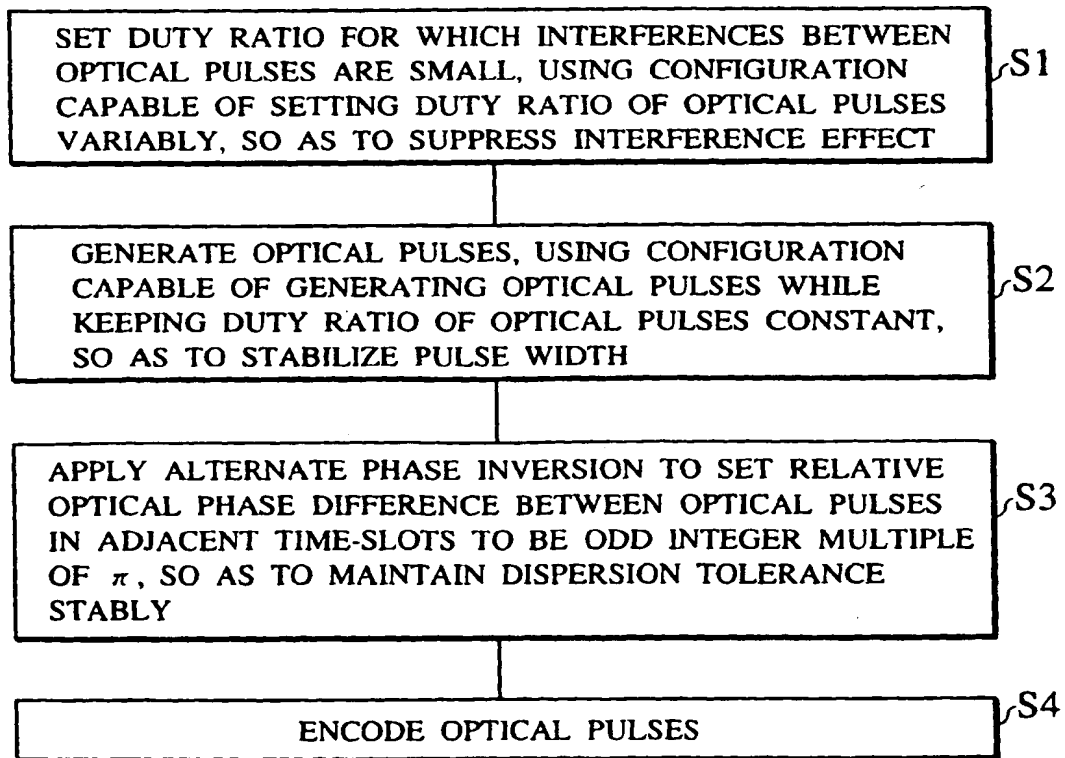 SET DUTY RATIO FOR WHICH INTERFERENCES BETWEEN
OPTICAL PULSES ARE SMALL, USING CONFIGURATION
CAPABLE OF SETTING DUTY RATIO OF OPTICAL PULSES
VARIABLY, SO AS TO SUPPRESS INTERFERENCE EFFECT
S1
GENERATE OPTICAL PULSES, USING CONFIGURATION
CAPABLE OF GENERATING OPTICAL PULSES WHILE
KEEPING DUTY RATIO OF OPTICAL PULSES CONSTANT,
SO AS TO STABILIZE PULSE WIDTH
S2
APPLY ALTERNATE PHASE INVERSION TO SET RELATIVE
OPTICAL PHASE DIFFERENCE BETWEEN OPTICAL PULSES
IN ADJACENT TIME-SLOTS TO BE ODD INTEGER MULTIPLE
OF π, SO AS TO MAINTAIN DISPERSION TOLERANCE
STABLY
S3
ENCODE OPTICAL PULSES
S4